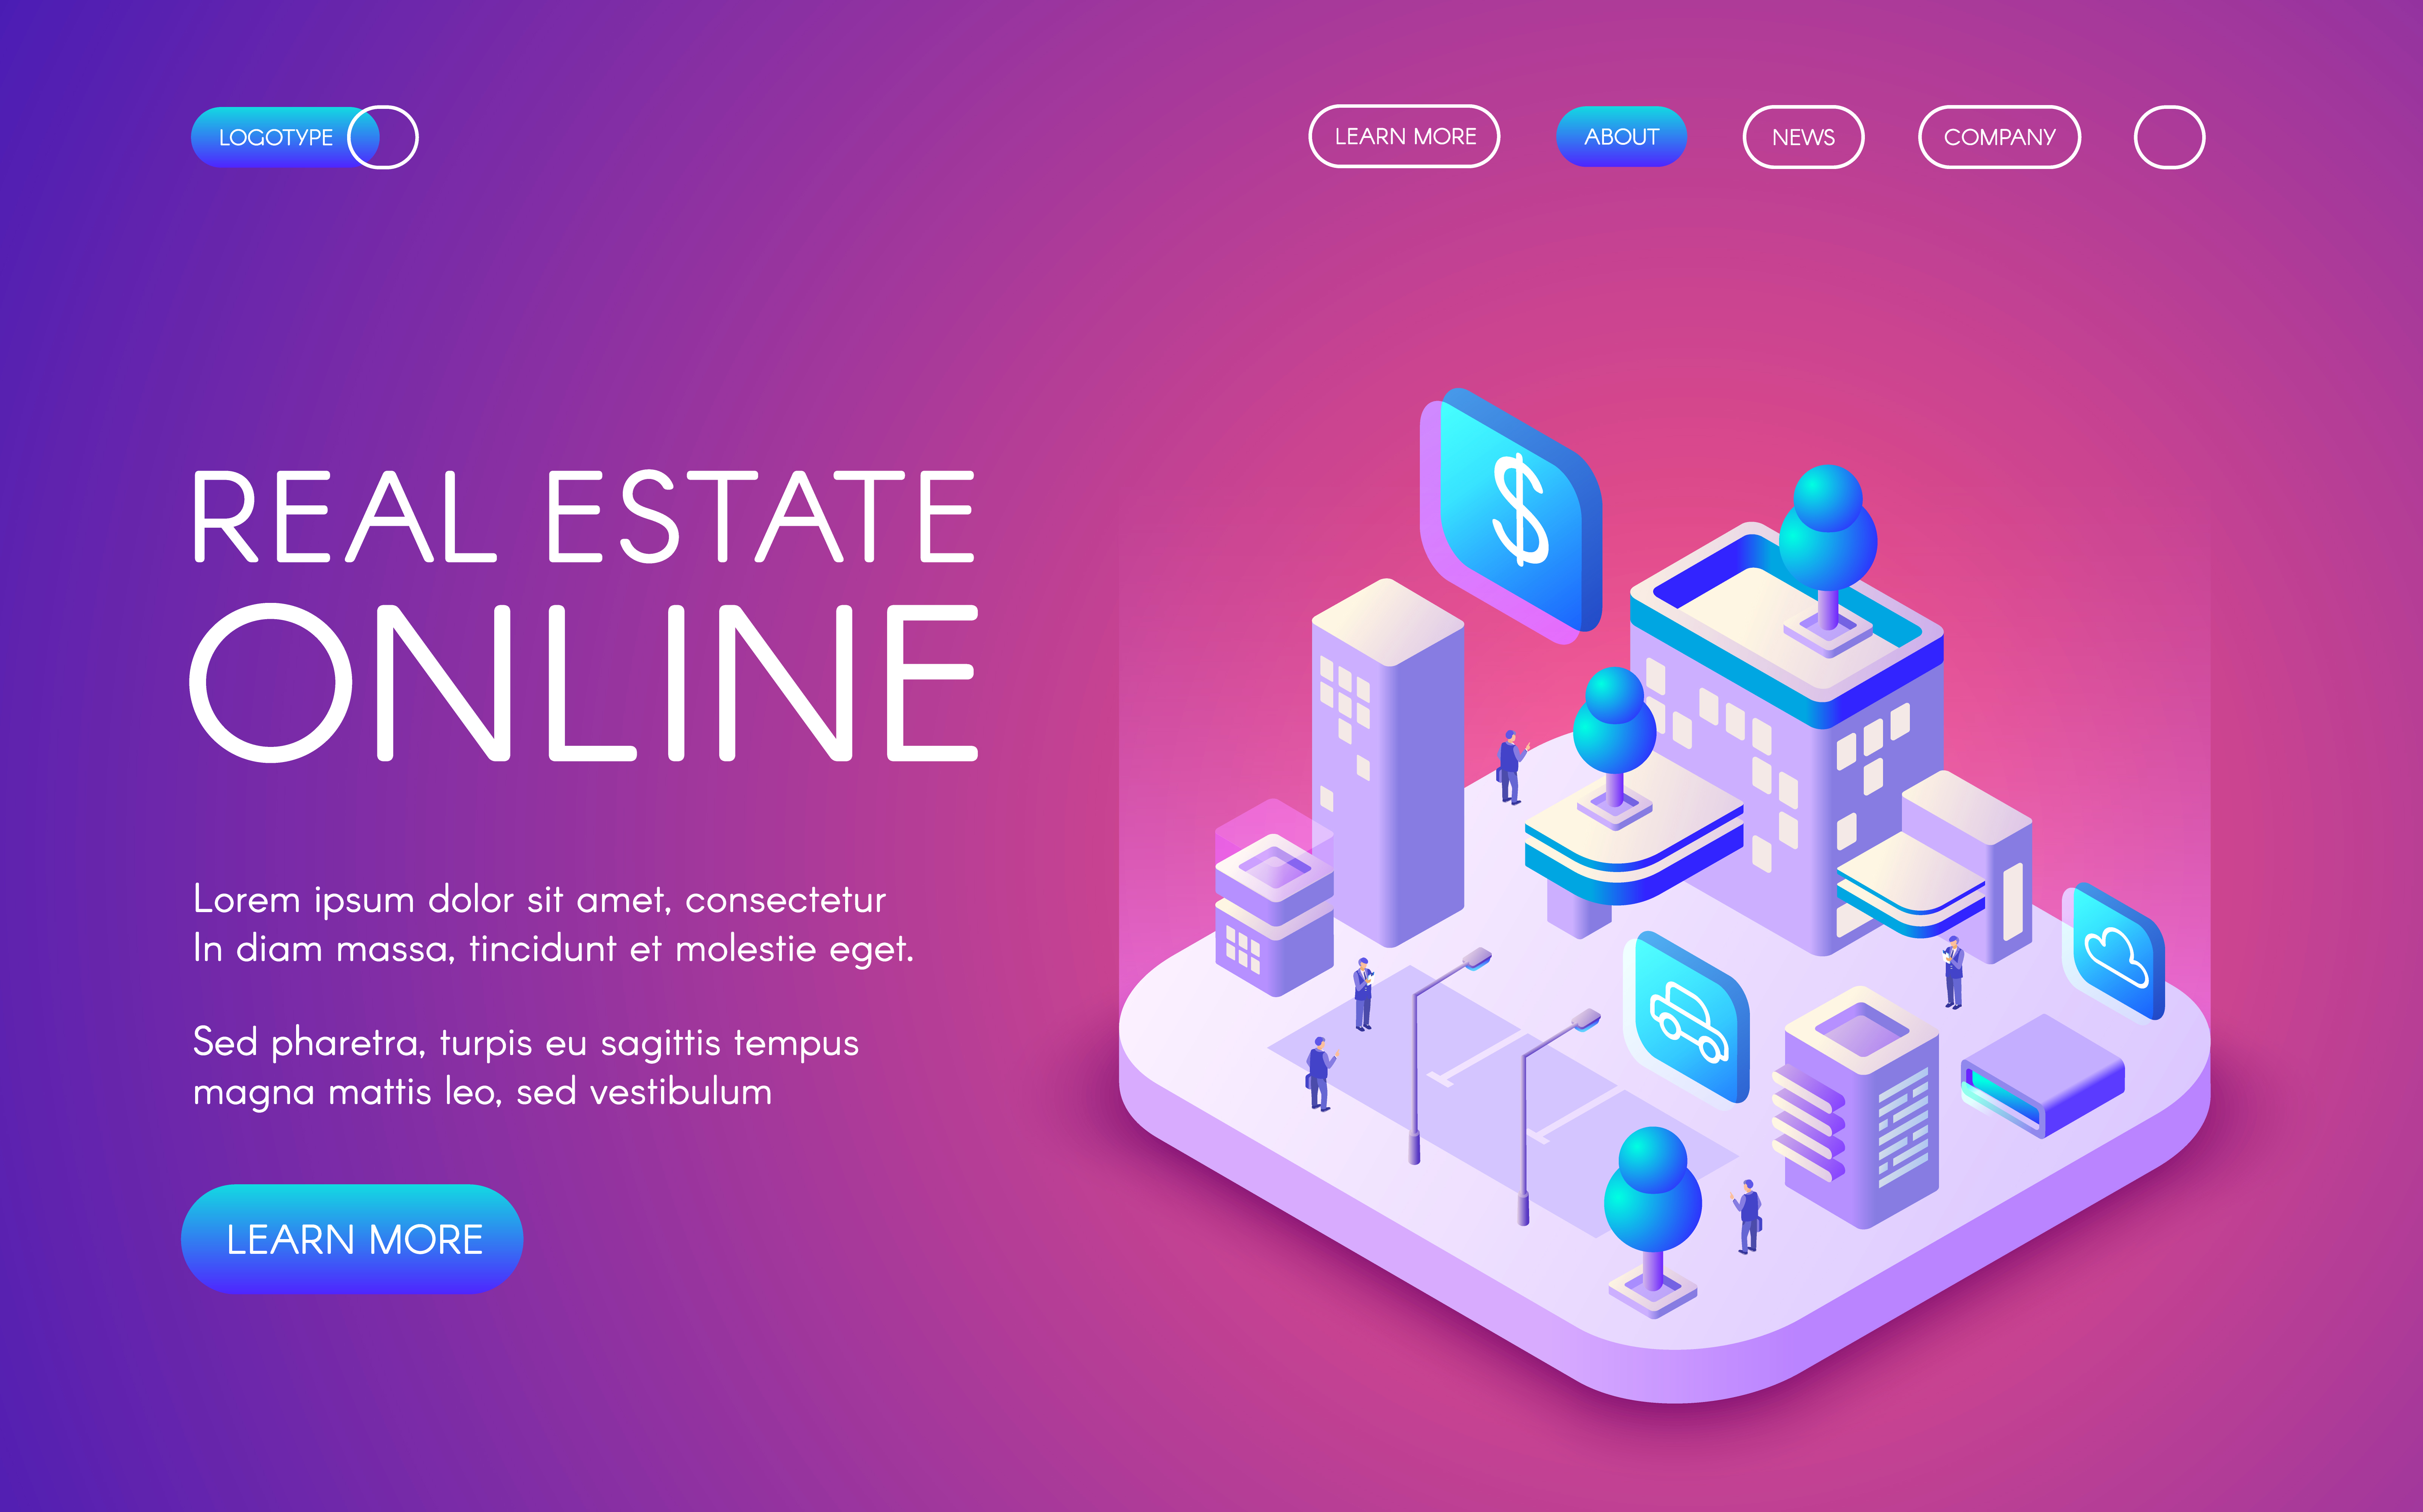 LOGOTYPE
LEARN MORE
ABOUT
NEWS
COMPANY
$
REAL ESTATE
ONLINE
Lorem ipsum dolor sit amet, consectetur
In diam massa, tincidunt et molestie eget.
Sed pharetra, turpis eu sagittis tempus
magna mattis leo, sed vestibulum
LEARN MORE